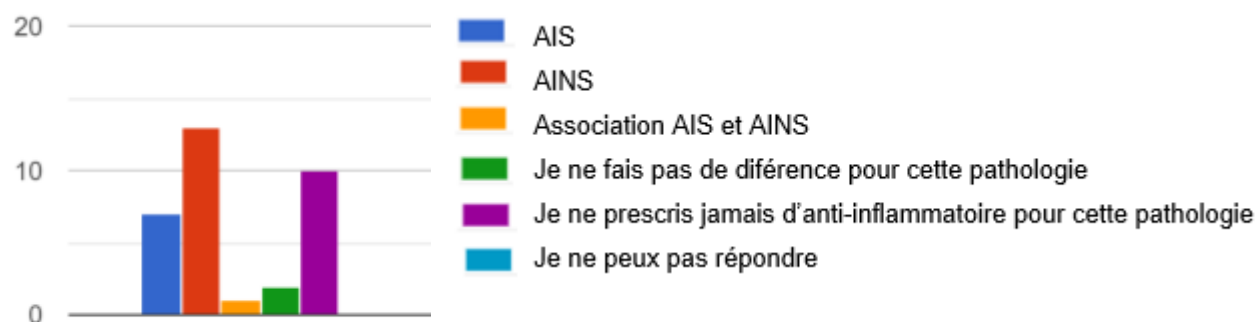 20
10
0
AIS
AINS
Association AIS et AINS
Je ne fais pas de diférence pour cette pathologie
Je ne prescris jamais d'anti-inflammatoire pour cette pathologie
Je ne peux pas répondre